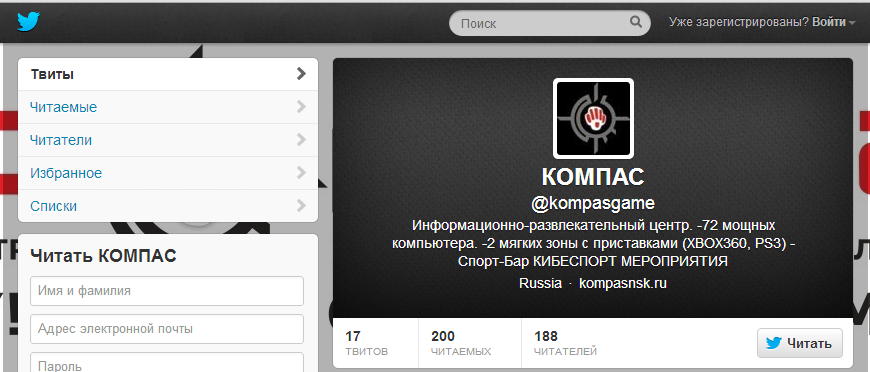 Поиск
Уже зарегистрированы? Войти
Твиты
Читаемые
Читатели
Избранное
Списки
Читать КОМПАС
Имя и фамилия
Адрес электронной почты
Пароль
КОМПАС
@kompasgame
Информационно-развлекательный центр. -72 мощных
компьютера. -2 мягких зоны с приставками (XBOX360, PS3) -
Спорт-Бар КИБЕСПОРТ МЕРОПРИЯТИЯ
Russia · kompasnsk.ru
17
ТВИТОВ
200
ЧИТАЕМЫХ
188
ЧИТАТЕЛЕЙ
Читать